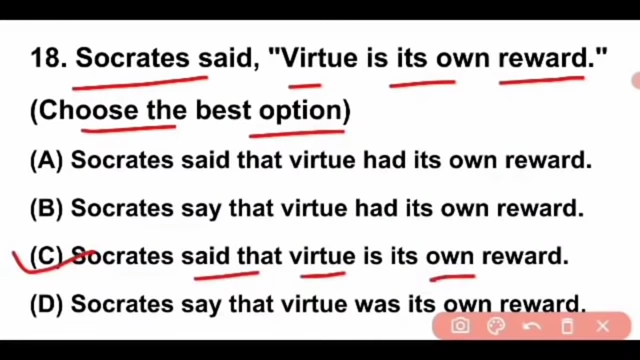 18. Socrates said, "Virtue is its own reward."
(Choose the best option)
(A) Socrates said that virtue had its own reward.
(B) Socrates say that virtue had its own reward.
(C) Socrates said that virtue is its own reward.
(D) Socrates say that virtue was its own reward.